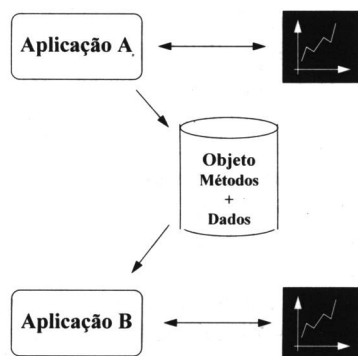 Aplicação A
Objeto
Métodos
+
Dados
Aplicação B